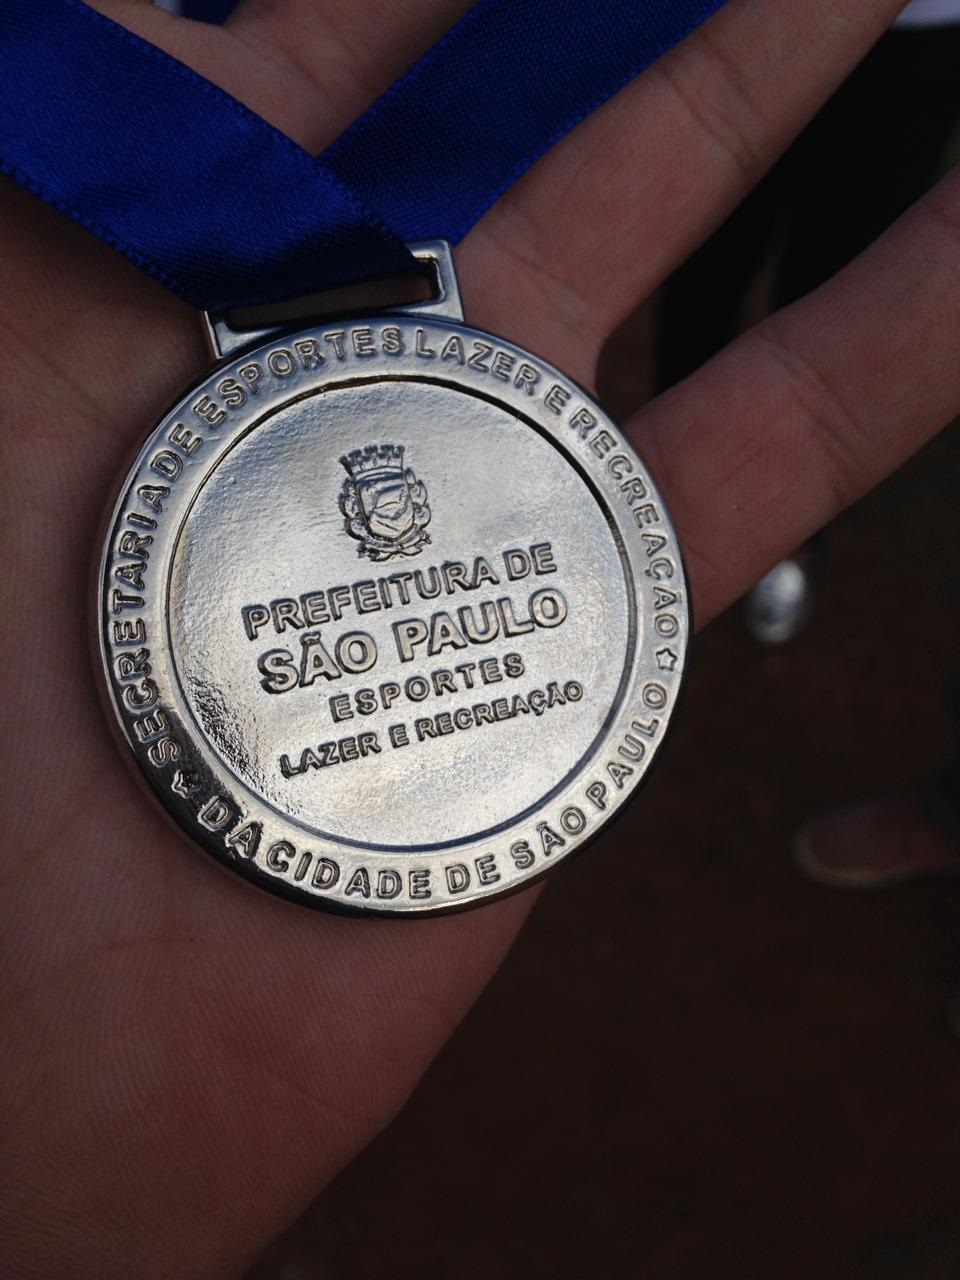 SECRETARIA DE ESPORTES LAZER E RECREAÇÃO
DA CIDADE DE SÃO PAULO
PREFEITURA DE
SÃO PAULO
ESPORTES
LAZER E RECREAÇÃO